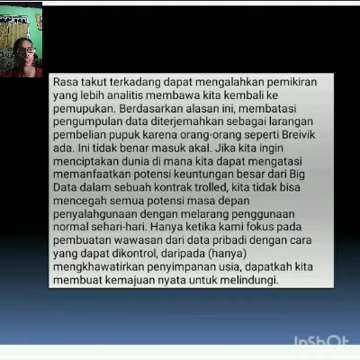 Rasa takut terkadang dapat mengalahkan pemikiran
yang lebih analitis membawa kita kembali ke
pemupukan. Berdasarkan alasan ini, membatasi
pengumpulan data diterjemahkan sebagai larangan
pembelian pupuk karena orang-orang seperti Breivik
ada. Ini tidak benar masuk akal. Jika kita ingin
menciptakan dunia di mana kita dapat mengatasi
memanfaatkan potensi keuntungan besar dari Big
Data dalam sebuah kontrak trolled, kita tidak bisa
mencegah semua potensi masa depan
penyalahgunaan dengan melarang penggunaan
normal sehari-hari. Hanya ketika kami fokus pada
pembuatan wawasan dari data pribadi dengan cara
yang dapat dikontrol, daripada (hanya)
mengkhawatirkan penyimpanan usia, dapatkah kita
membuat kemajuan nyata untuk melindungi.
InShOt